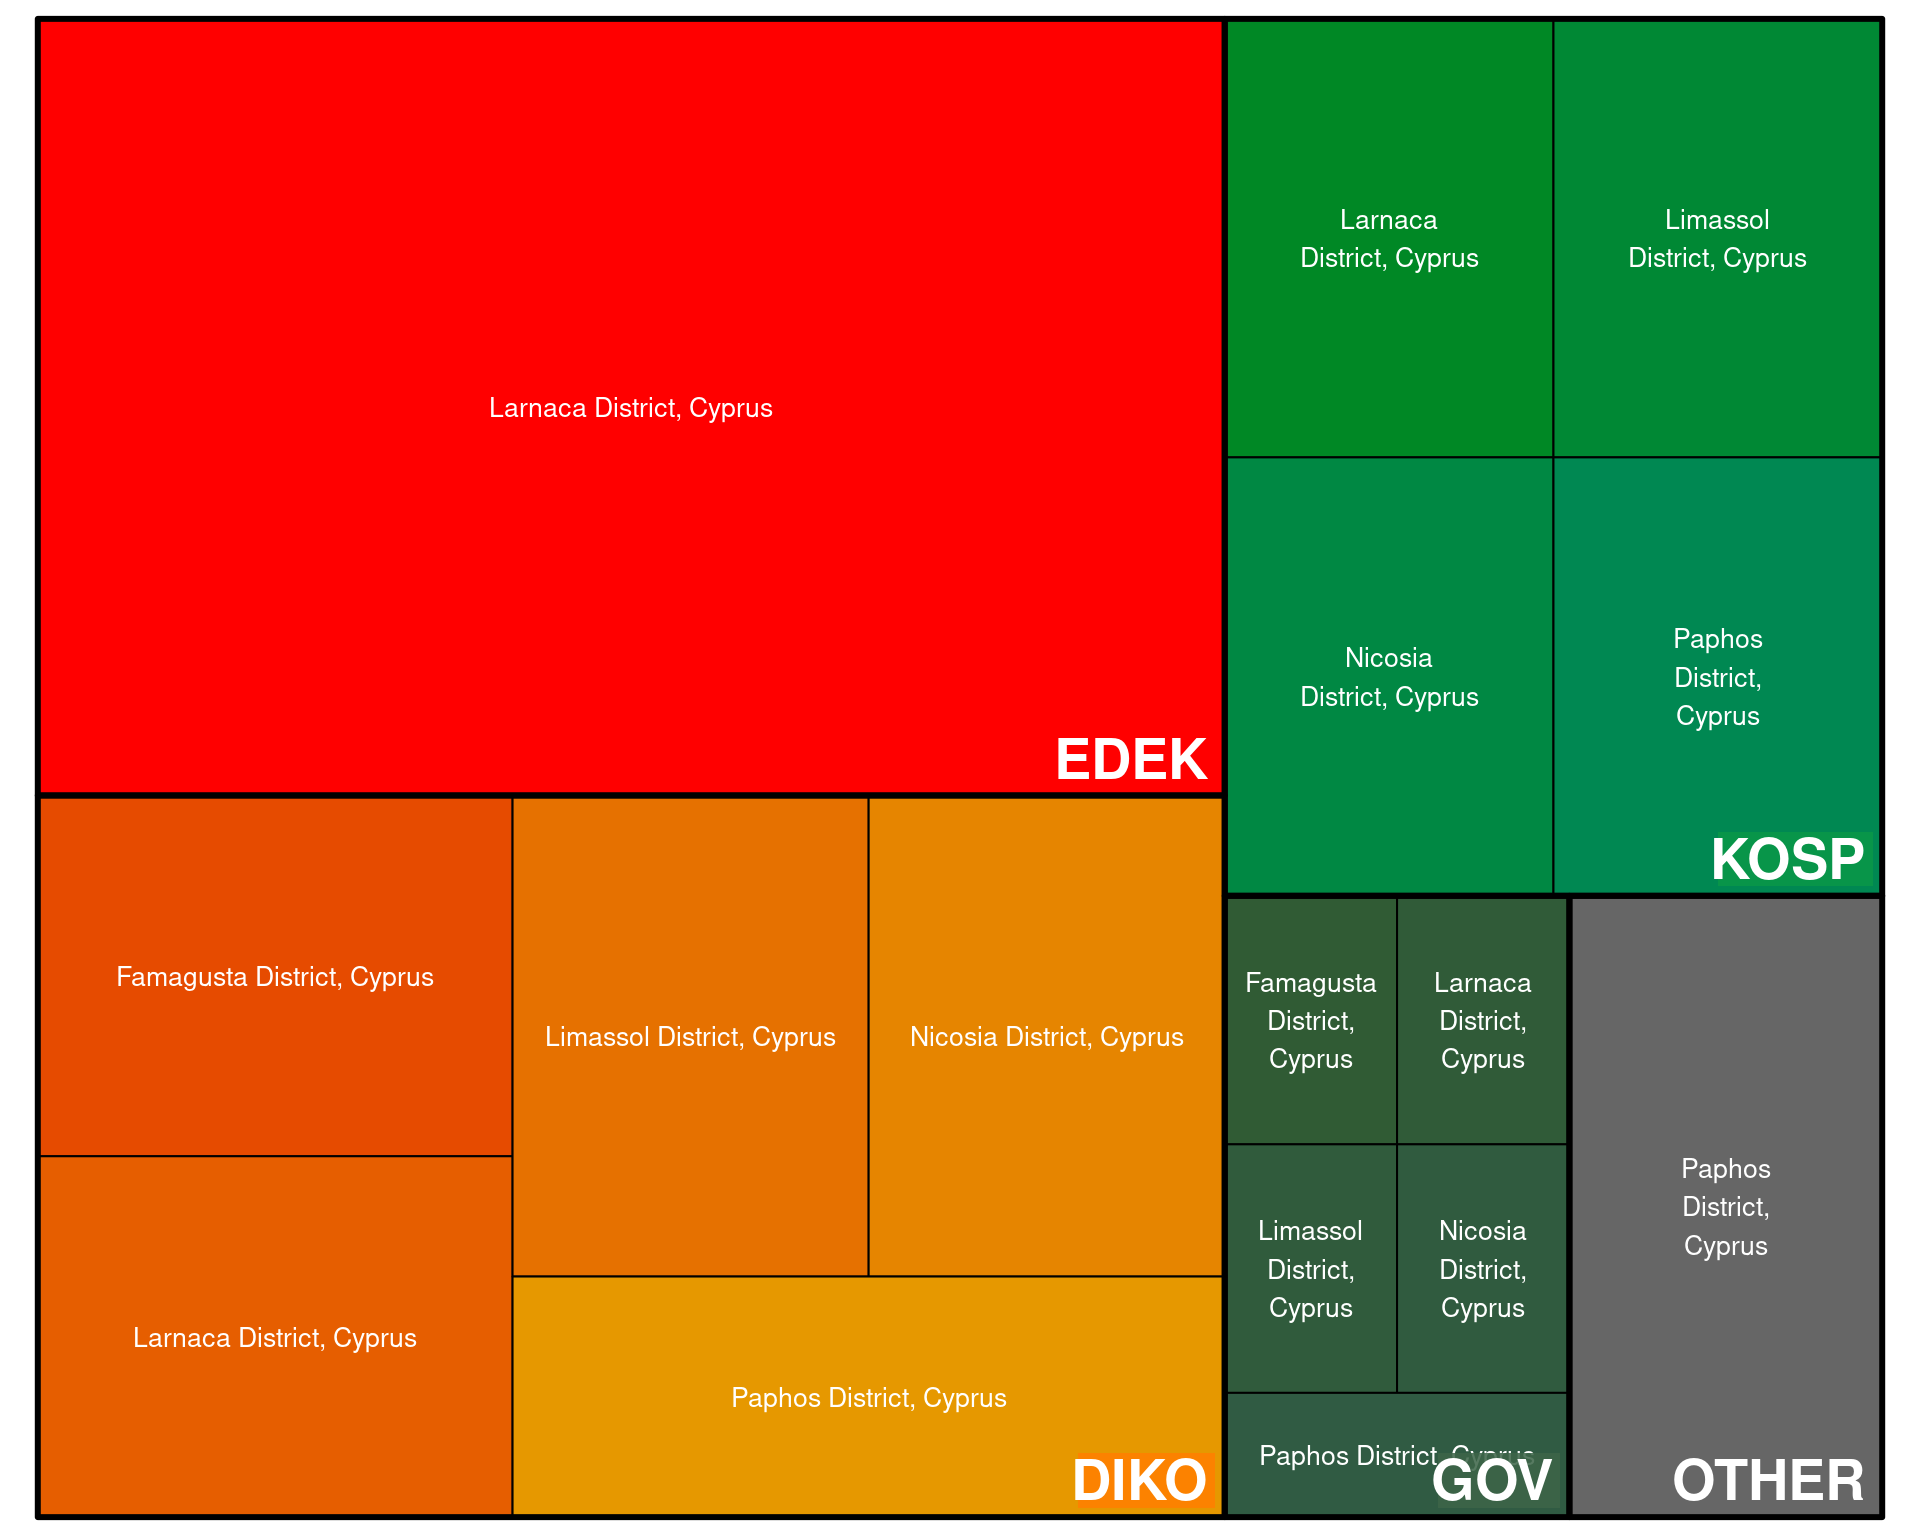 Larnaca District, Cyprus
EDEK
Famagusta District, Cyprus
Larnaca District, Cyprus
Limassol District, Cyprus
Nicosia District, Cyprus
Paphos District, Cyprus
DIKO
Larnaca
District, Cyprus
Limassol
District, Cyprus
Nicosia
District, Cyprus
Paphos
District,
Cyprus
KOSP
Famagusta
District,
Cyprus
Larnaca
District,
Cyprus
Limassol
District,
Cyprus
Nicosia
District,
Cyprus
Paphos District, Cyprus
GOV
Paphos
District,
Cyprus
OTHER